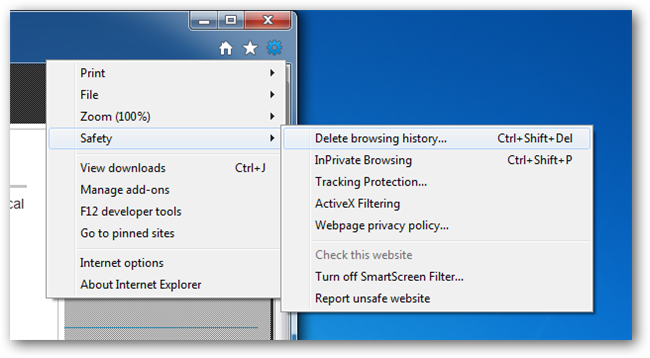 Print
File
Zoom (100%)
Safety
View downloads Ctrl+J
Manage add-ons
F12 developer tools
Go to pinned sites
Internet options
About Internet Explorer
Delete browsing history... Ctrl+Shift+Del
InPrivate Browsing Ctrl+Shift+P
Tracking Protection...
ActiveX Filtering
Webpage privacy policy...
Check this website
Turn off SmartScreen Filter...
Report unsafe website
cal